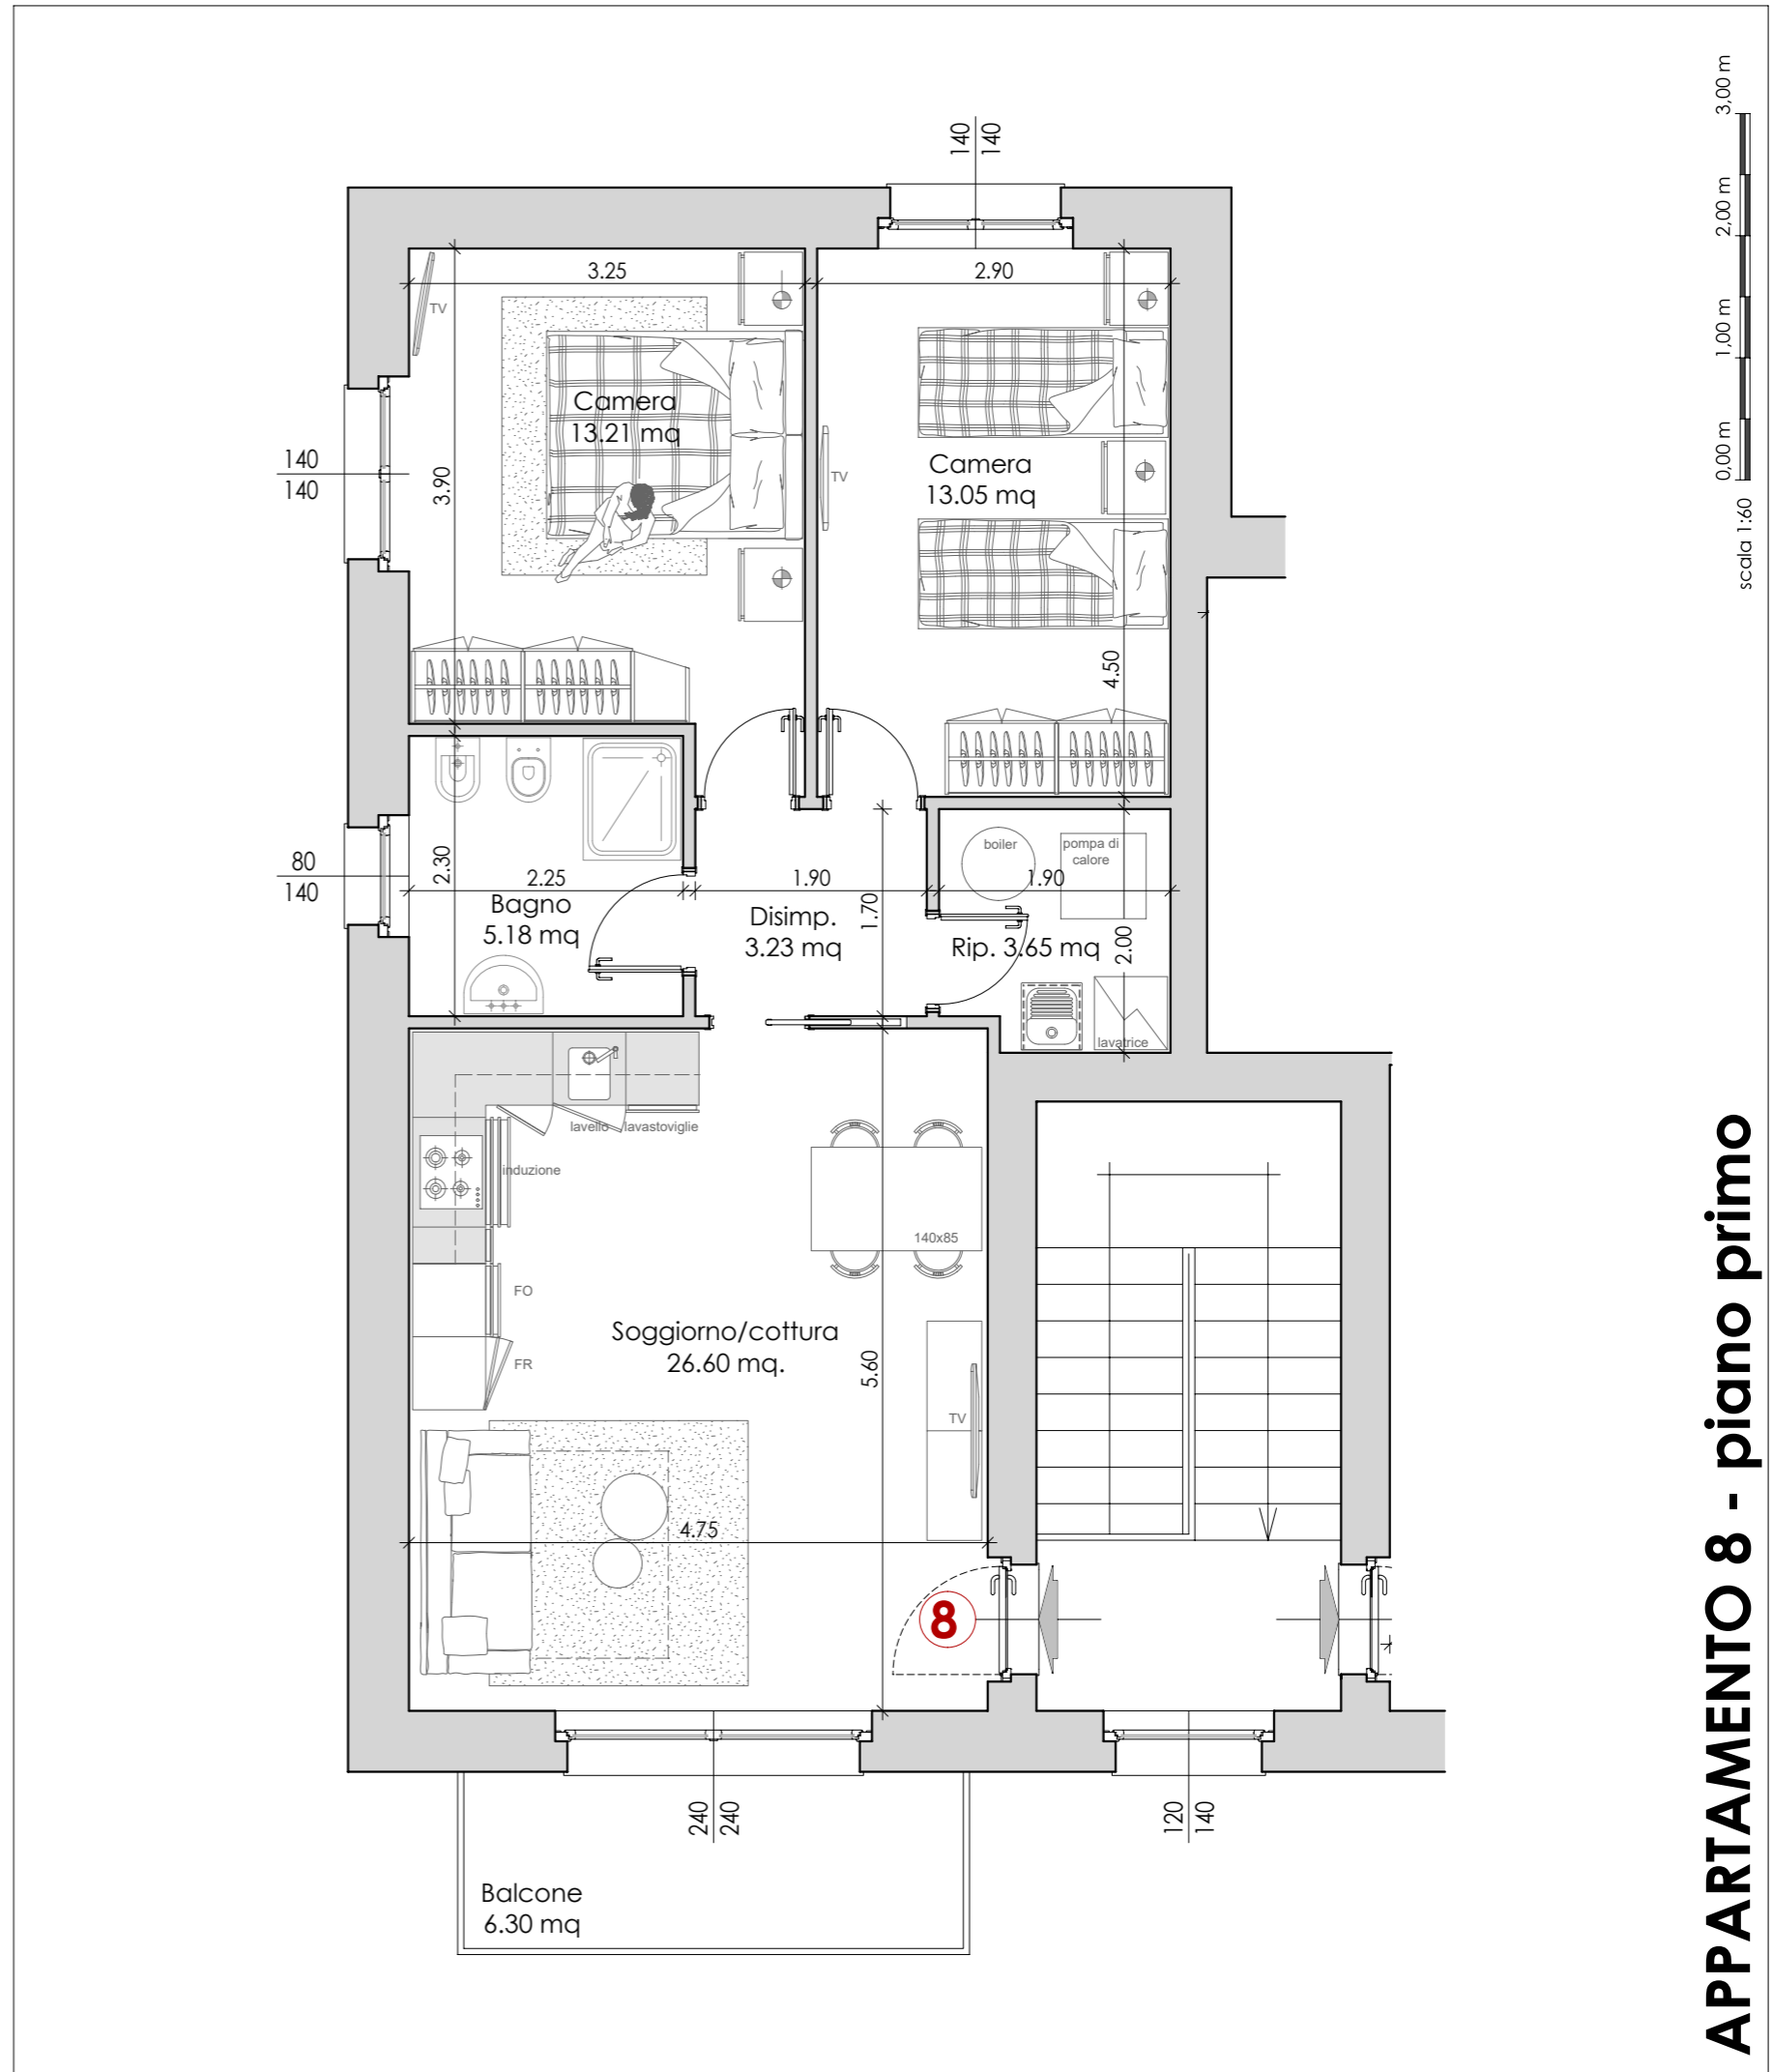 140
140
3.25
2.90
TV
Camera
13.21 mq
3.90
140
140
TV
Camera
13.05 mq
4.50
80
140
2.30
2.25
Bagno
5.18 mq
1.90
Disimp.
3.23 mq
1.70
boiler
pompa di
calore
1.90
Rip. 3.65 mq
2.00
lavatrice
lavello
lavastoviglie
induzione
140x85
FO
FR
Soggiorno/cottura
26.60 mq.
5.60
TV
4.75
8
240
240
120
140
Balcone
6.30 mq
scala 1:60
0,00 m
1,00 m
2,00 m
3,00 m
APPARTAMENTO 8 - piano primo